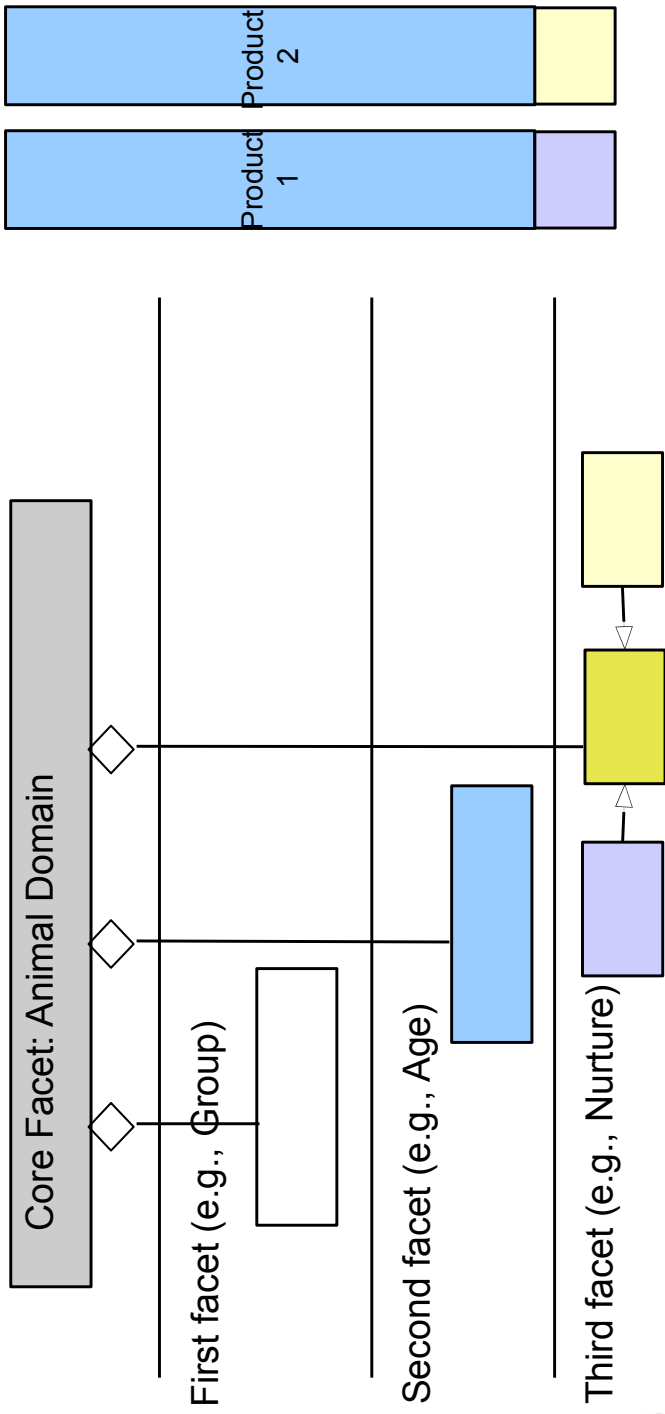 Core Facet: Animal Domain
First facet (e.g., Group)
Second facet (e.g., Age)
Third facet (e.g., Nurture)
Product
1
Product
2